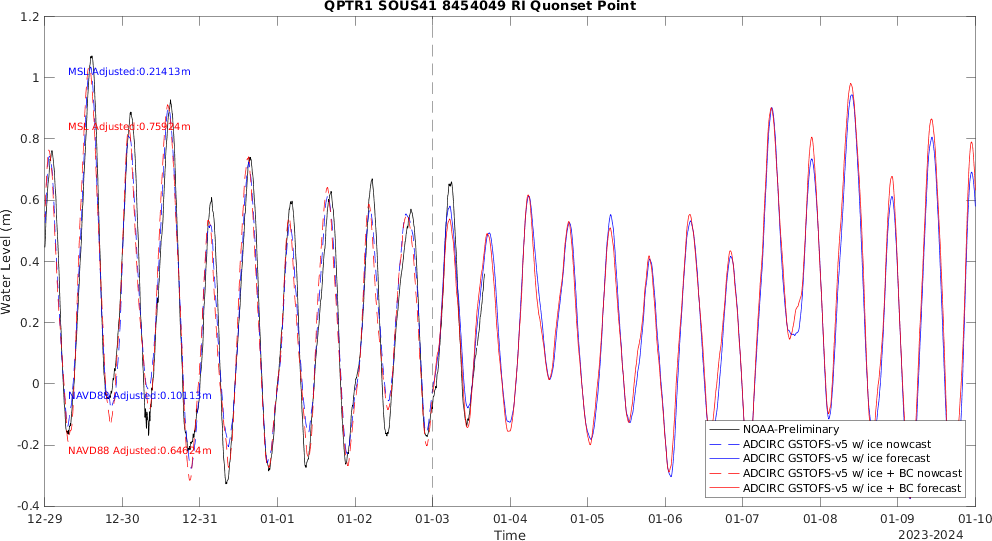 QPTR1 SOUS41 8454049 RI Quonset Point
Water Level (m)
1.2
1
0.8
0.6
0.4
0.2
0
-0.2
-0.4
MSL Adjusted:0.21413m
MSL Adjusted:0.75924m
NAVD88 Adjusted:0.10113m
NAVD88 Adjusted:0.64624m
NOAA-Preliminary
ADCIRC GSTOFS-v5 w/ ice nowcast
ADCIRC GSTOFS-v5 w/ ice forecast
ADCIRC GSTOFS-v5 w/ ice + BC nowcast
ADCIRC GSTOFS-v5 w/ ice + BC forecast
12-29 12-30 12-31 01-01 01-02 01-03 01-04 01-05 01-06 01-07 01-08 01-09 01-10
Time
2023-2024